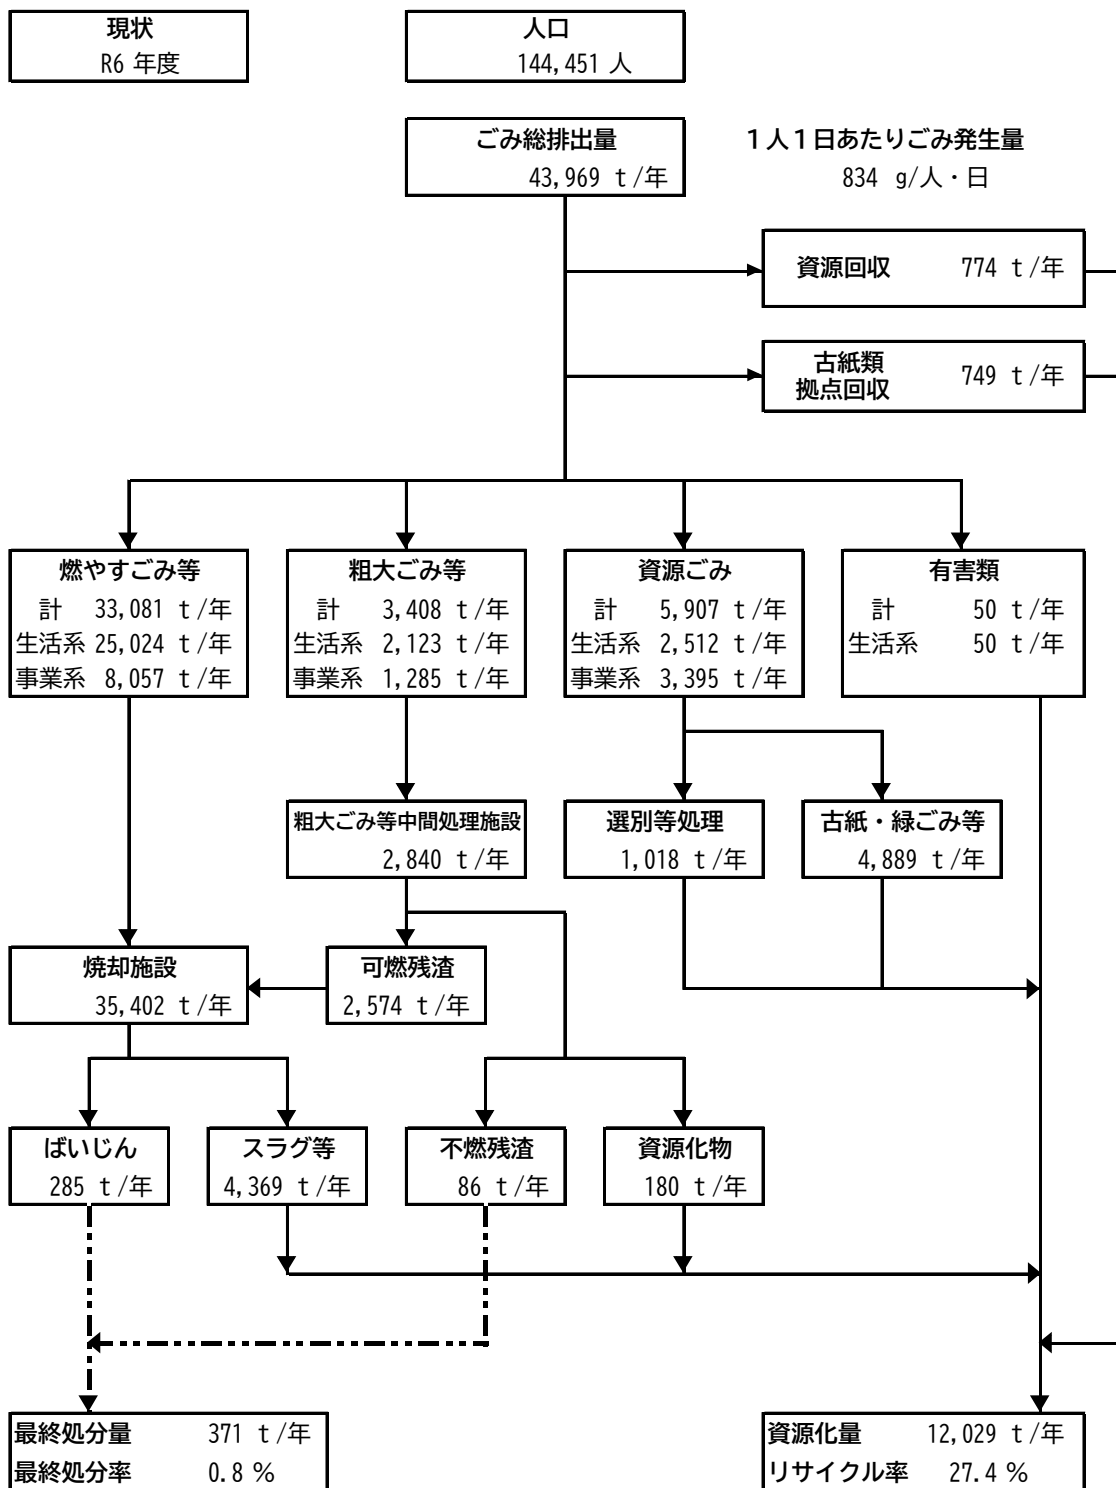 現状
R6 年度
人口
144,451 人
ごみ総排出量
43,969 t/年
1人1日あたりごみ発生量
834 g/人・日
資源回収 774 t/年
古紙類
拠点回収 749 t/年
燃やすごみ等
計 33,081 t/年
生活系 25,024 t/年
事業系 8,057 t/年
粗大ごみ等
計 3,408 t/年
生活系 2,123 t/年
事業系 1,285 t/年
資源ごみ
計 5,907 t/年
生活系 2,512 t/年
事業系 3,395 t/年
有害類
計 50 t/年
生活系 50 t/年
粗大ごみ等中間処理施設
2,840 t/年
選別等処理
1,018 t/年
古紙・緑ごみ等
4,889 t/年
焼却施設
35,402 t/年
可燃残渣
2,574 t/年
ばいじん
285 t/年
スラグ等
4,369 t/年
不燃残渣
86 t/年
資源化物
180 t/年
最終処分量 371 t/年
最終処分率 0.8 %
資源化量 12,029 t/年
リサイクル率 27.4 %